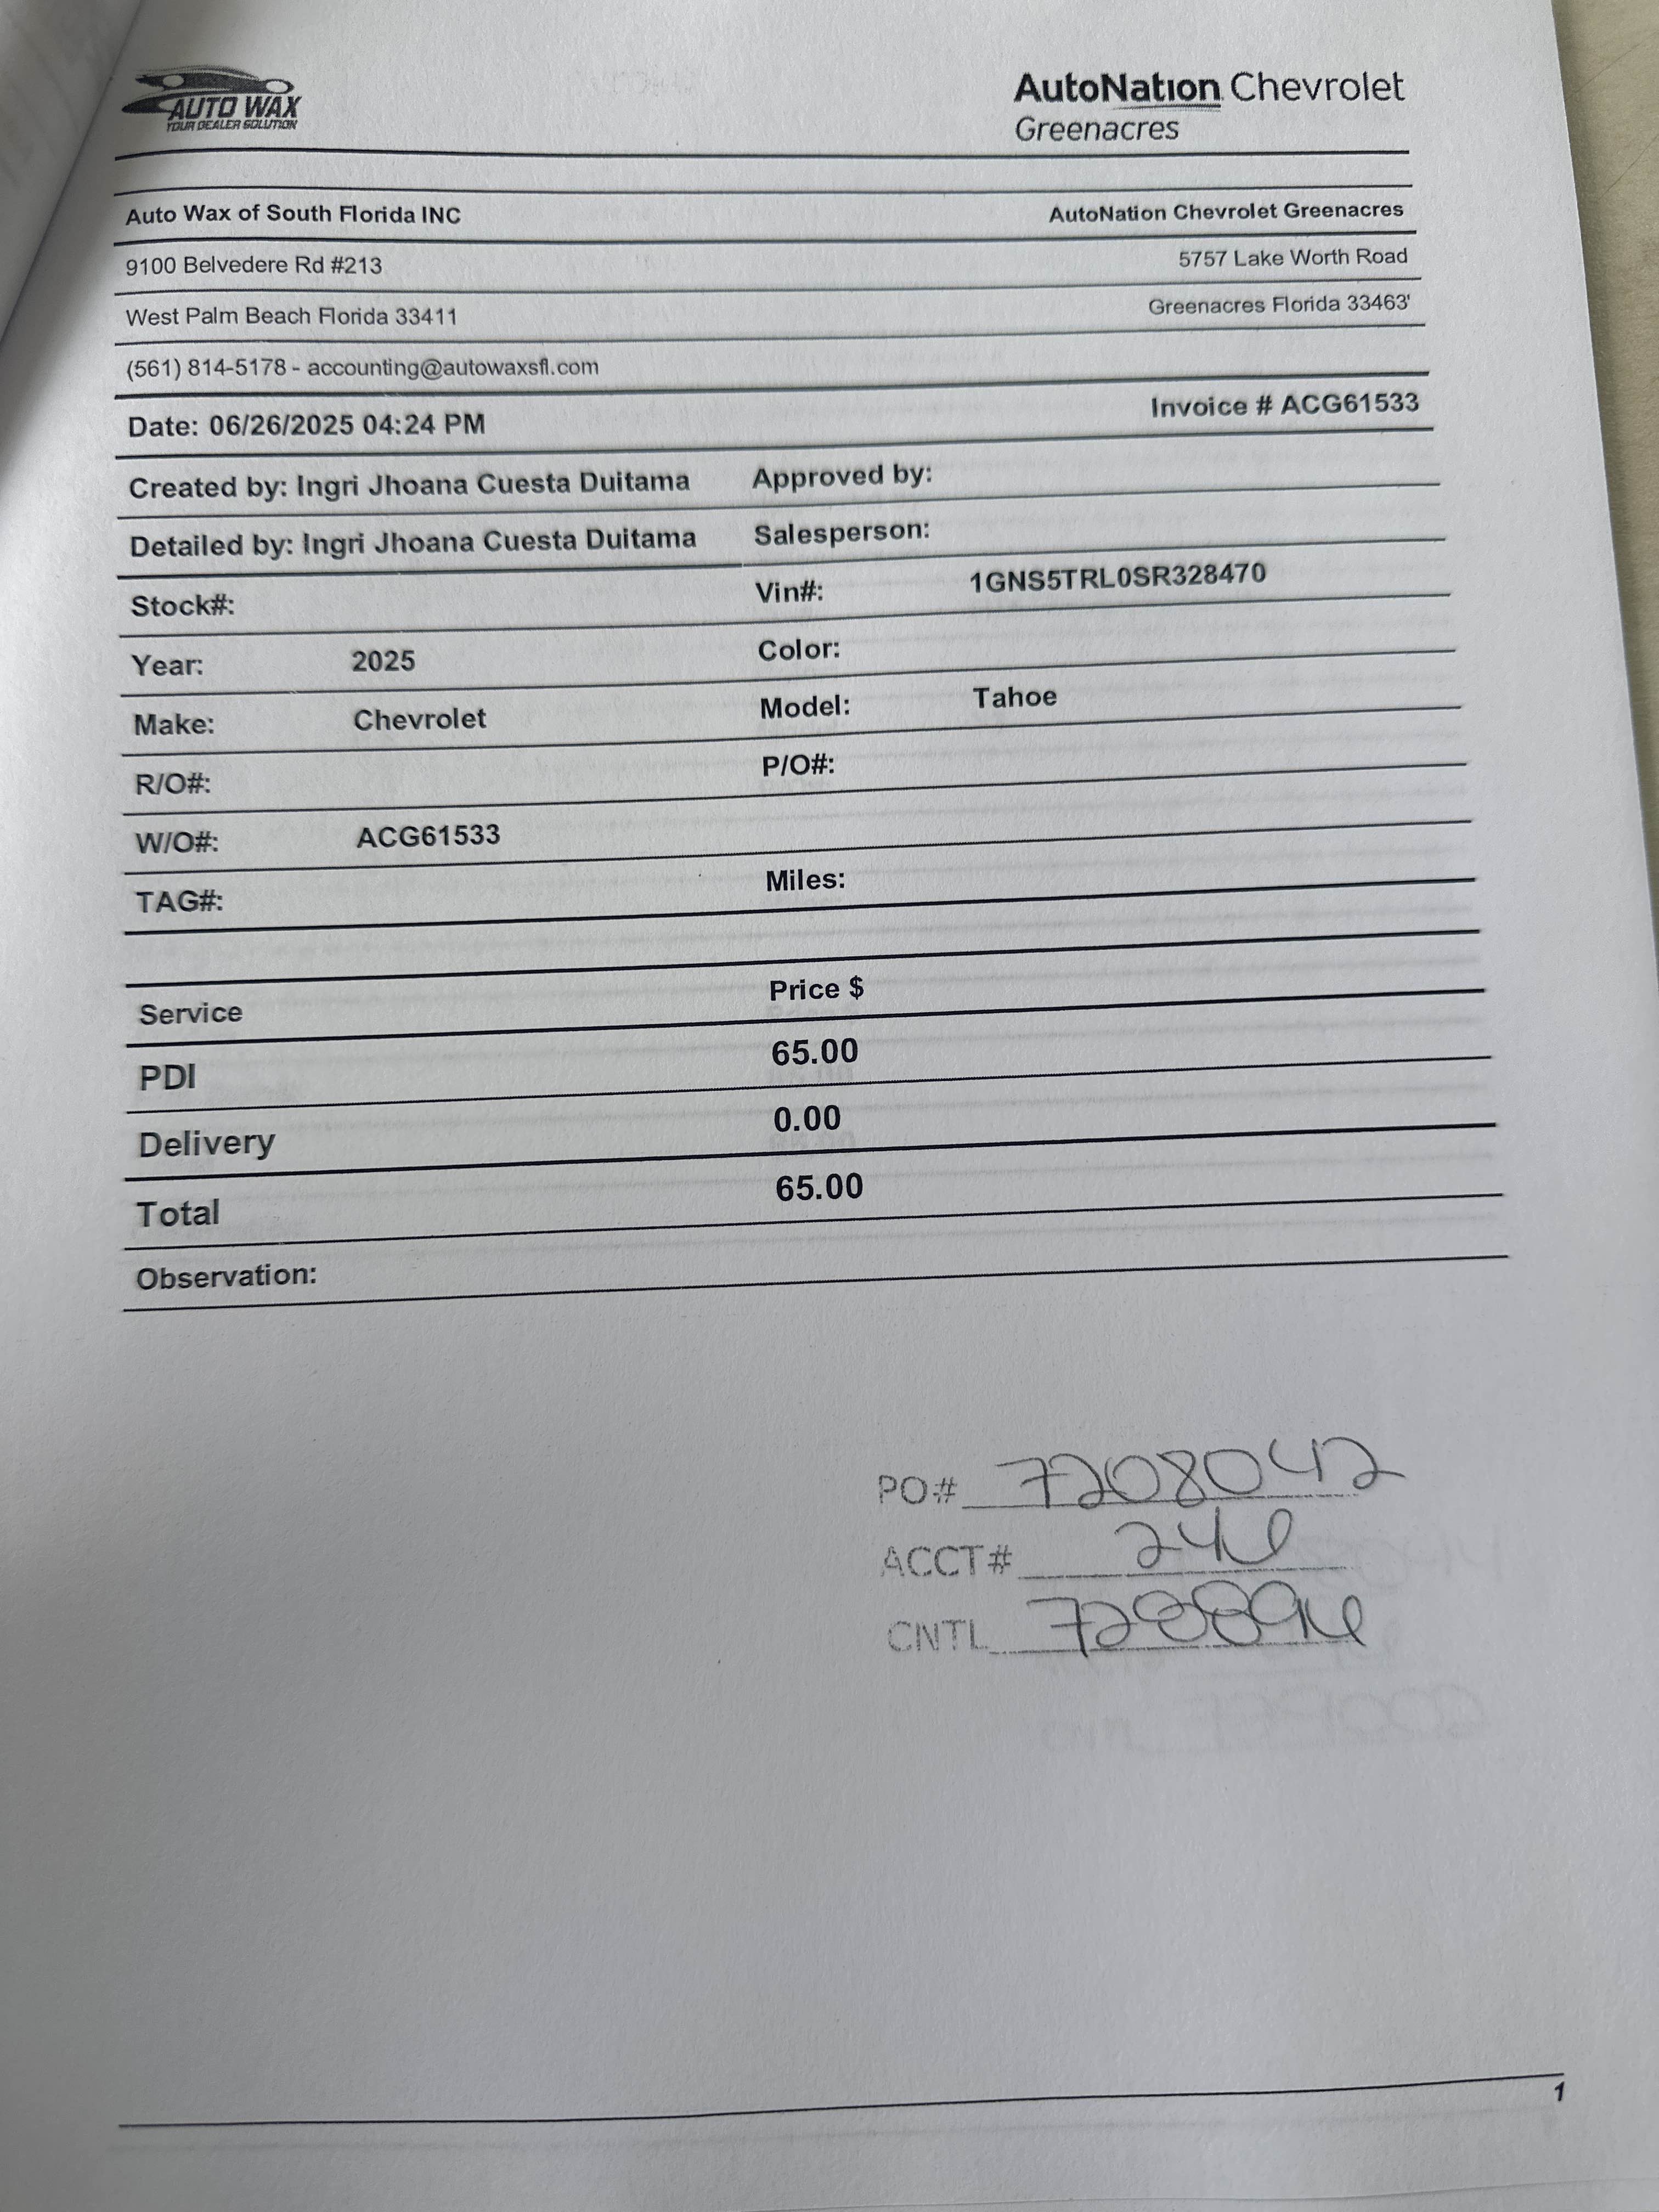 AUTO WAX
YOUR DEALER SOLUTION
AutoNation Chevrolet
Greenacres
Auto Wax of South Florida INC AutoNation Chevrolet Greenacres
9100 Belvedere Rd #213 5757 Lake Worth Road
West Palm Beach Florida 33411 Greenacres Florida 33463'
(561) 814-5178 - accounting@autowaxsfl.com
Date: 06/26/2025 04:24 PM Invoice # ACG61533
Created by: Ingri Jhoana Cuesta Duitama Approved by:
Detailed by: Ingri Jhoana Cuesta Duitama Salesperson:
Stock#: Vin#: 1GNS5TRL0SR328470
Year: 2025 Color:
Make: Chevrolet Model: Tahoe
R/O#: P/O#:
W/O#: ACG61533
TAG#: Miles:
Service Price $
PDI 65.00
Delivery 0.00
Total 65.00
Observation:
PO# 7208042
ACCT# 246
CNTL 728896
1